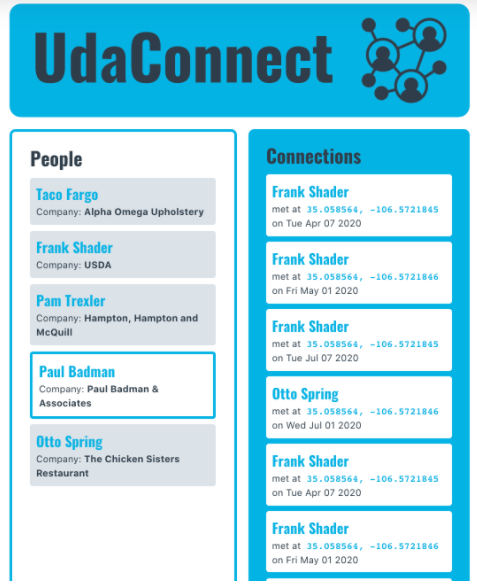 UdaConnect
People
Taco Fargo
Company: Alpha Omega Upholstery
Frank Shader
Company: USDA
Pam Trexler
Company: Hampton, Hampton and
McQuill
Paul Badman
Company: Paul Badman &
Associates
Otto Spring
Company: The Chicken Sisters
Restaurant
Connections
Frank Shader
met at 35.058564, -106.5721845
on Tue Apr 07 2020
Frank Shader
met at 35.058564, -106.5721846
on Fri May 01 2020
Frank Shader
met at 35.058564, -106.5721846
on Tue Jul 07 2020
Otto Spring
met at 35.058564, -106.5721846
on Wed Jul 01 2020
Frank Shader
met at 35.058564, -106.5721845
on Tue Apr 07 2020
Frank Shader
met at 35.058564, -106.5721846
on Fri May 01 2020